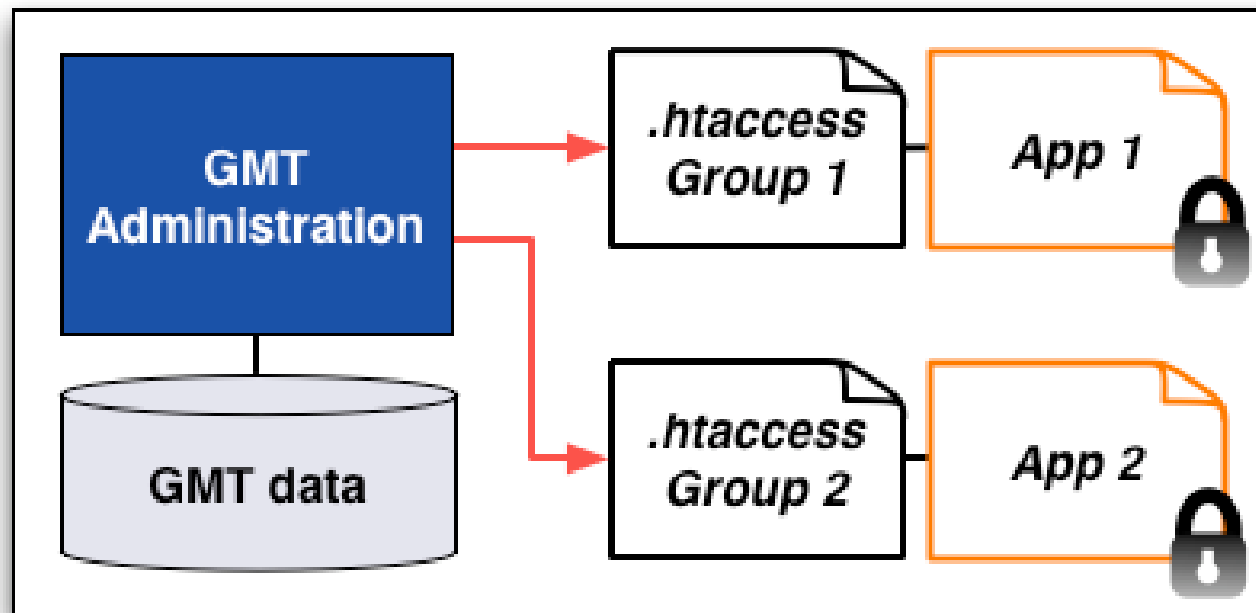 GMT
Administration
GMT data
.htaccess
Group 1
App 1
.htaccess
Group 2
App 2